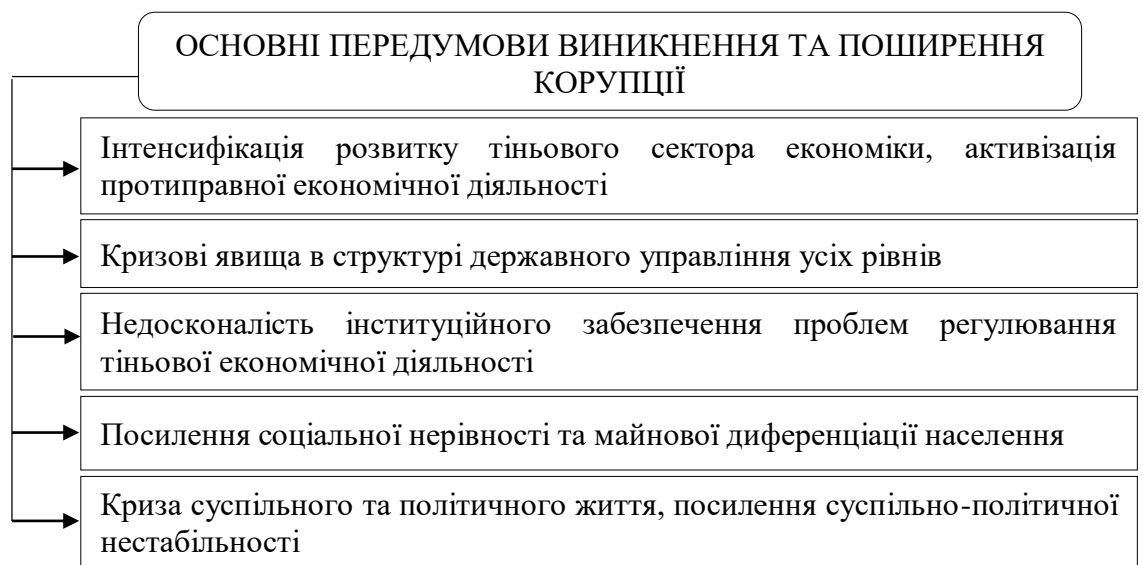 ОСНОВНІ ПЕРЕДУМОВИ ВИНИКНЕННЯ ТА ПОШИРЕННЯ
КОРУПЦІЇ
Інтенсифікація розвитку тіньового сектора економіки, активізація
протиправної економічної діяльності
Кризові явища в структурі державного управління усіх рівнів
Недосконалість інституційного забезпечення проблем регулювання
тіньової економічної діяльності
Посилення соціальної нерівності та майнової диференціації населення
Криза суспільного та політичного життя, посилення суспільно-політичної
нестабільності